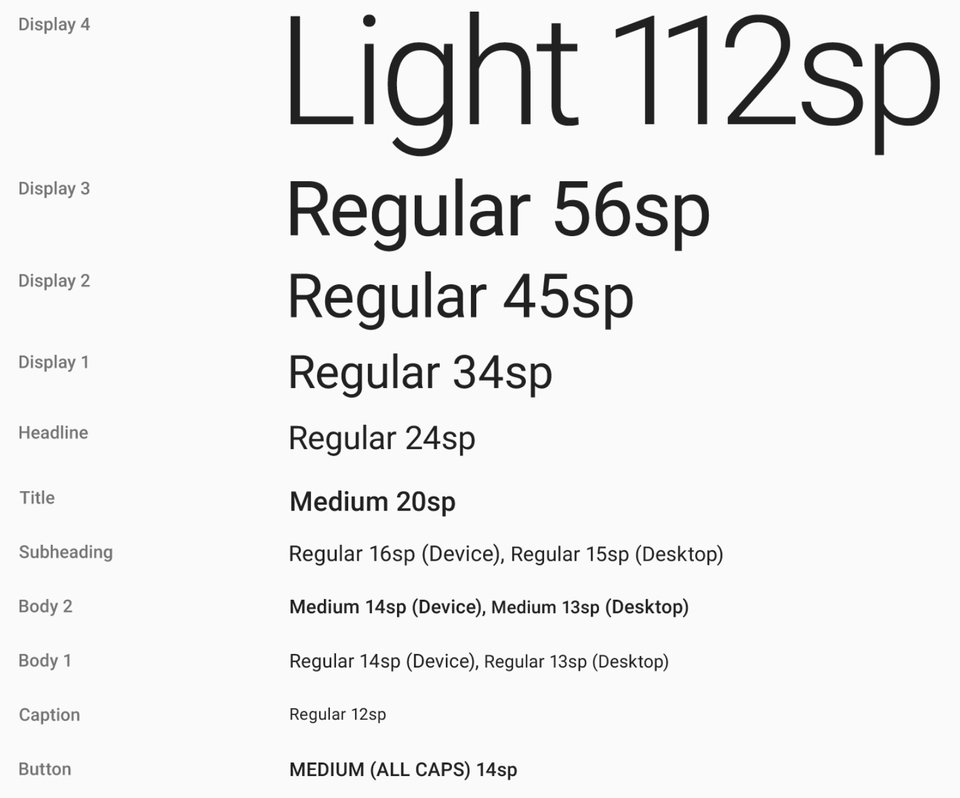 Display 4 Light 112sp
Display 3 Regular 56sp
Display 2 Regular 45sp
Display 1 Regular 34sp
Headline Regular 24sp
Title Medium 20sp
Subheading Regular 16sp (Device), Regular 15sp (Desktop)
Body 2 Medium 14sp (Device), Medium 13sp (Desktop)
Body 1 Regular 14sp (Device), Regular 13sp (Desktop)
Caption Regular 12sp
Button MEDIUM (ALL CAPS) 14sp